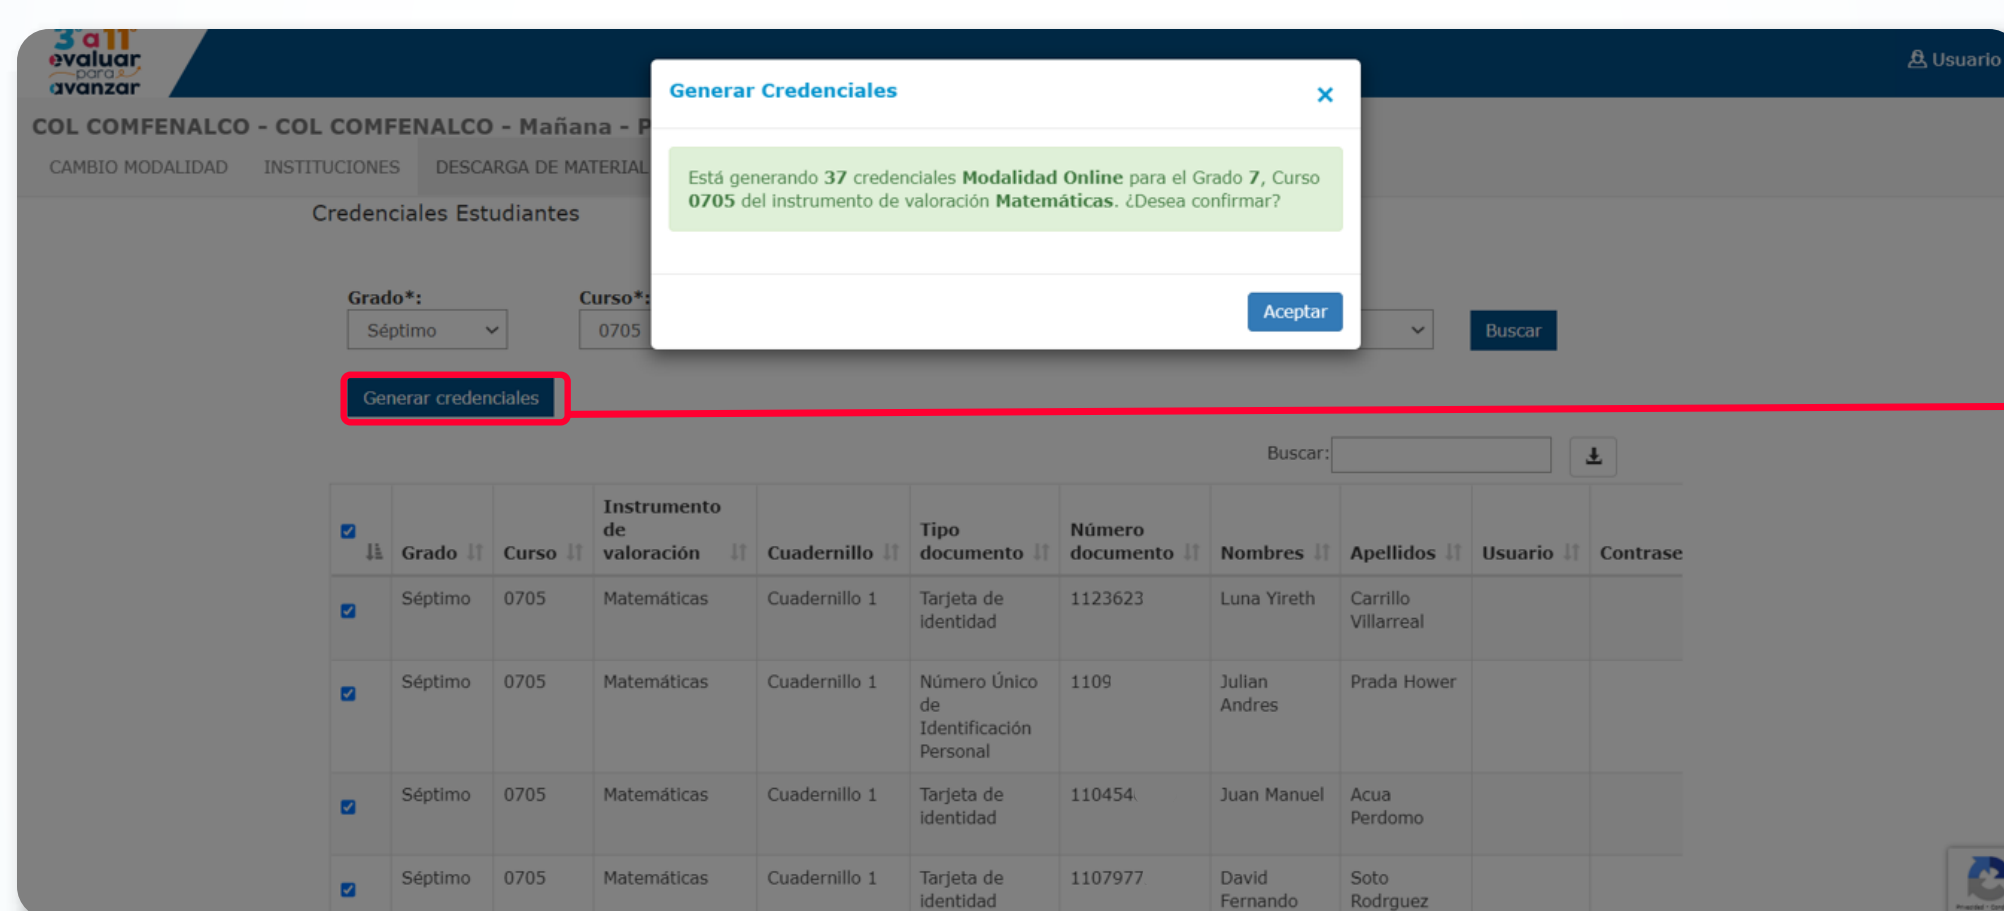 3°a11°
evaluar
para
avanzar
Usuario
COL COMFENALCO - COL COMFENALCO - Mañana - P
CAMBIO MODALIDAD INSTITUCIONES DESCARGA DE MATERIAL
Generar Credenciales ×
Está generando 37 credenciales Modalidad Online para el Grado 7, Curso
0705 del instrumento de valoración Matemáticas. ¿Desea confirmar?
Aceptar
Credenciales Estudiantes
Grado*: Curso*:
Séptimo 0705 Buscar
Generar credenciales
Buscar:
Instrumento
de Tipo Número
Grado Curso valoración Cuadernillo documento documento Nombres Apellidos Usuario Contrase
Séptimo 0705 Matemáticas Cuadernillo 1 Tarjeta de 1123623 Luna Yireth Carrillo
identidad Villarreal
Séptimo 0705 Matemáticas Cuadernillo 1 Número Único 1109 Julian Prada Hower
de Andres
Identificación
Personal
Séptimo 0705 Matemáticas Cuadernillo 1 Tarjeta de 110454 Juan Manuel Acua
identidad Perdomo
Séptimo 0705 Matemáticas Cuadernillo 1 Tarjeta de 1107977 David Soto
identidad Fernando Rodrguez